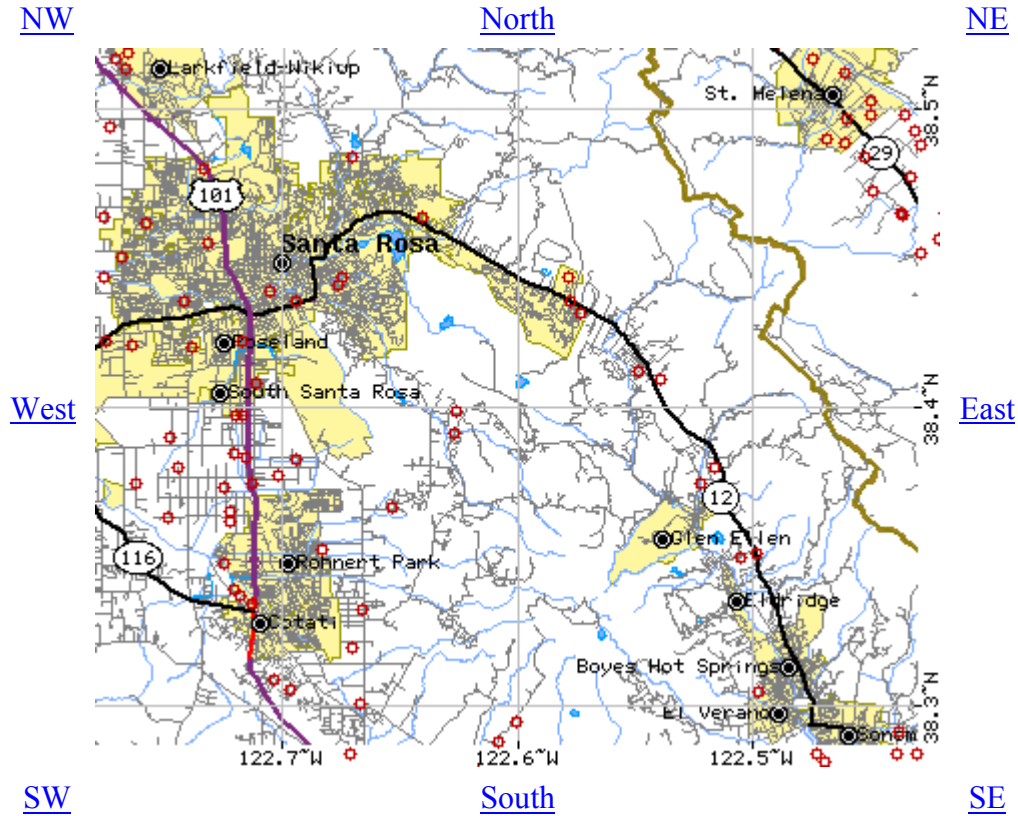 NW North NE
Larkfield-Wikiup
St. Helena
38.5~N
29
101
Santa Rosa
Roseland
South Santa Rosa
West
38.4~N
East
12
Glen Ellen
116
Rohnert Park
Eldridge
Cotati
Boyes Hot Springs
El Verano
38.3~N
Sonom
122.7~W 122.6~W 122.5~W
SW South SE